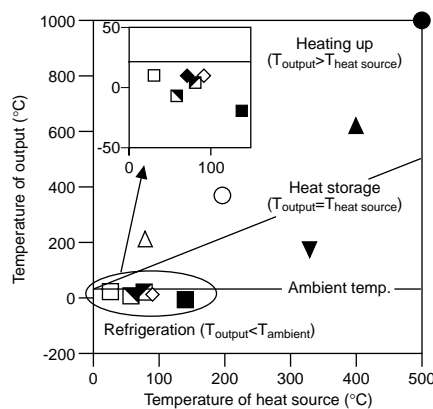 50
0
-50
0 100
1000
800
600
400
200
0
-200
0 100 200 300 400 500
Temperature of output (°C)
Temperature of heat source (°C)
Heating up
(Toutput>Theat source)
Heat storage
(Toutput=Theat source)
Ambient temp.
Refrigeration (Toutput<Tambient)